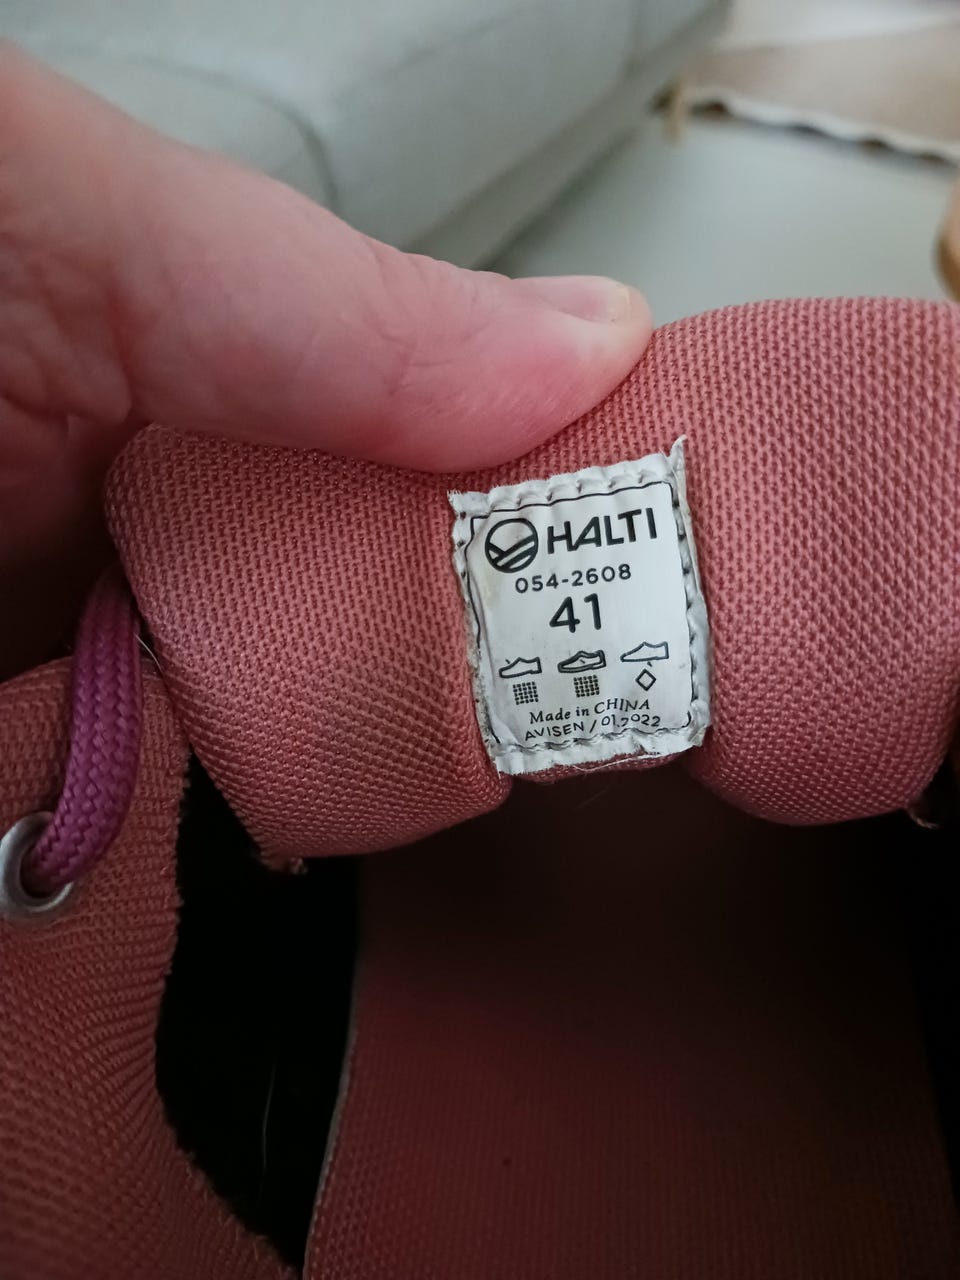 HALTI
054-2608
41
Made in CHINA
AVISEN / 01.2022